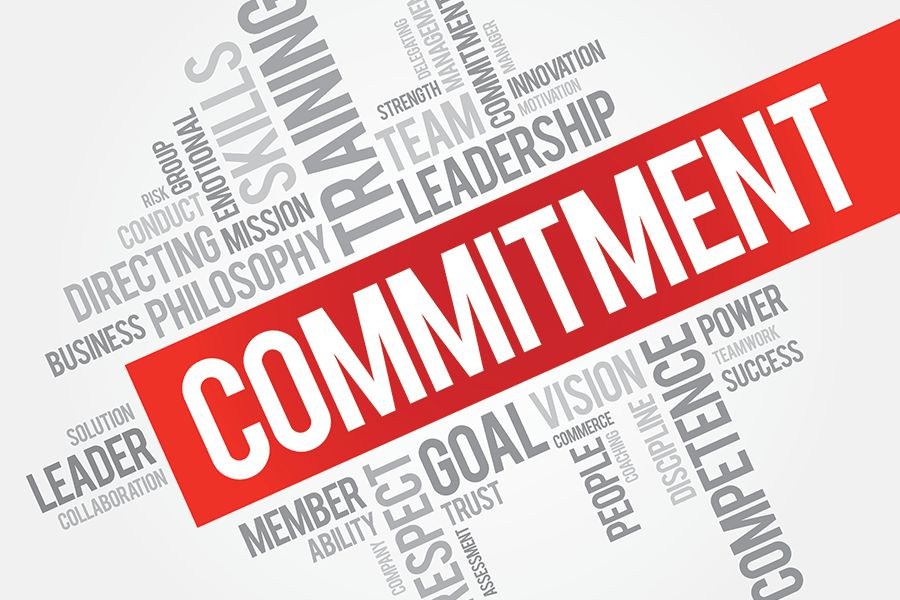 SKILLS
TRAINING
DELEGATING
MANAGEMENT
COMMITMENT
MANAGER
STRENGTH
INNOVATION
MOTIVATION
TEAM
LEADERSHIP
RISK
GROUP
EMOTIONAL
CONDUCT
MISSION
DIRECTING
PHILOSOPHY
BUSINESS
COMMITMENT
SOLUTION
LEADER
COLLABORATION
MEMBER
ABILITY
COMPANY
RESPECT
GOAL
TRUST
ASSESSMENT
VISION
COMMERCE
PEOPLE
COACHING
DISCIPLINE
COMPETENCE
POWER
TEAMWORK
SUCCESS